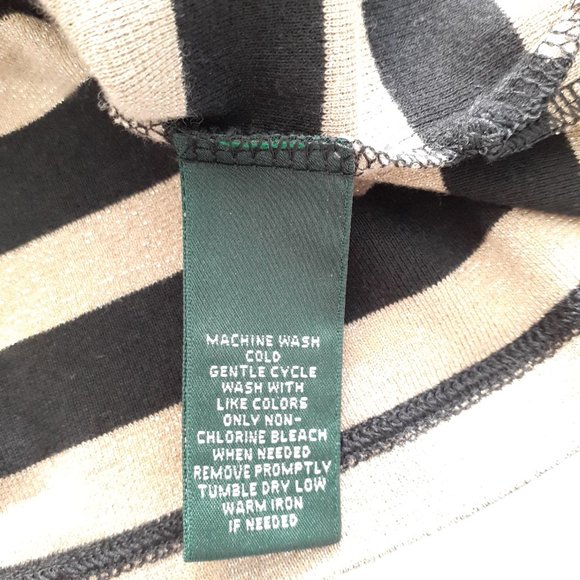 MACHINE WASH
COLD
GENTLE CYCLE
WASH WITH
LIKE COLORS
ONLY NON-
CHLORINE BLEACH
WHEN NEEDED
REMOVE PROMPTLY
TUMBLE DRY LOW
WARM IRON
IF NEEDED